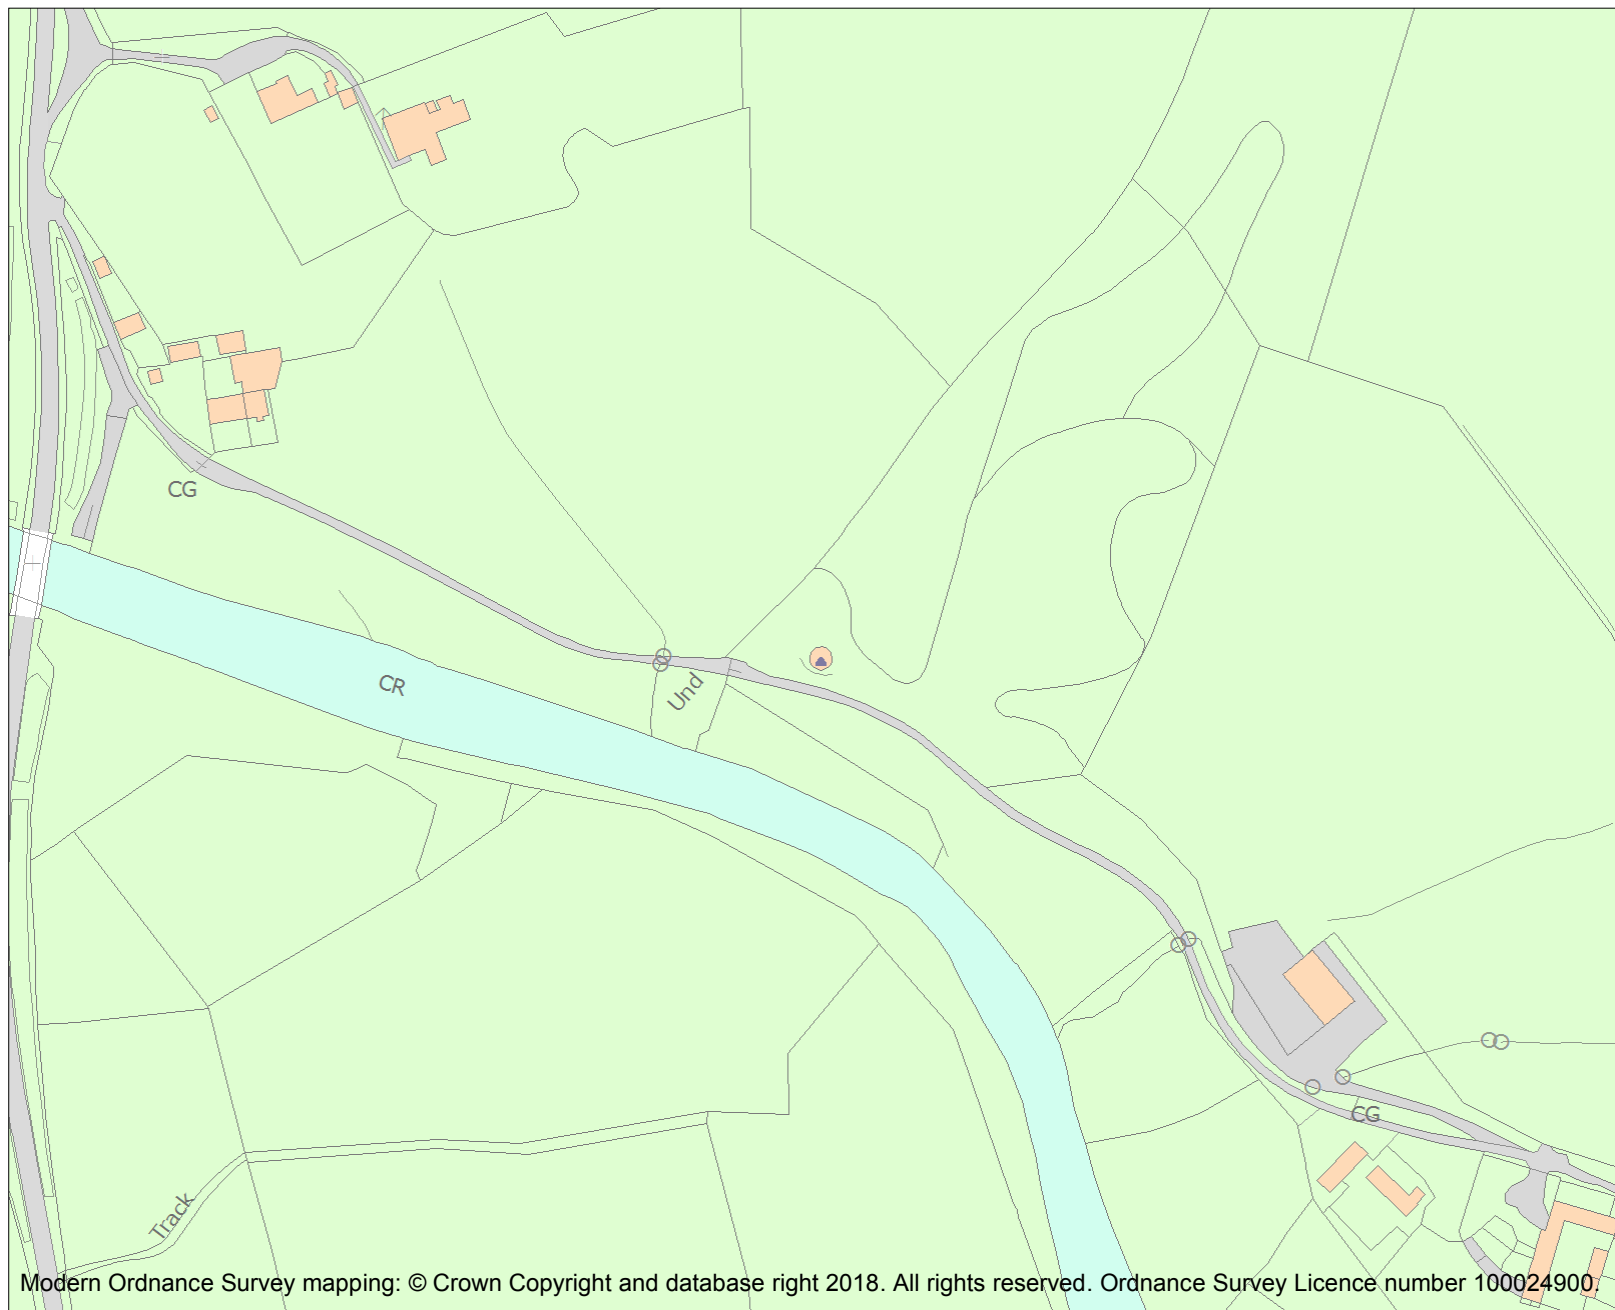 CG
CR
Und
CG
Track
Modern Ordnance Survey mapping: © Crown Copyright and database right 2018. All rights reserved. Ordnance Survey Licence number 100024900.